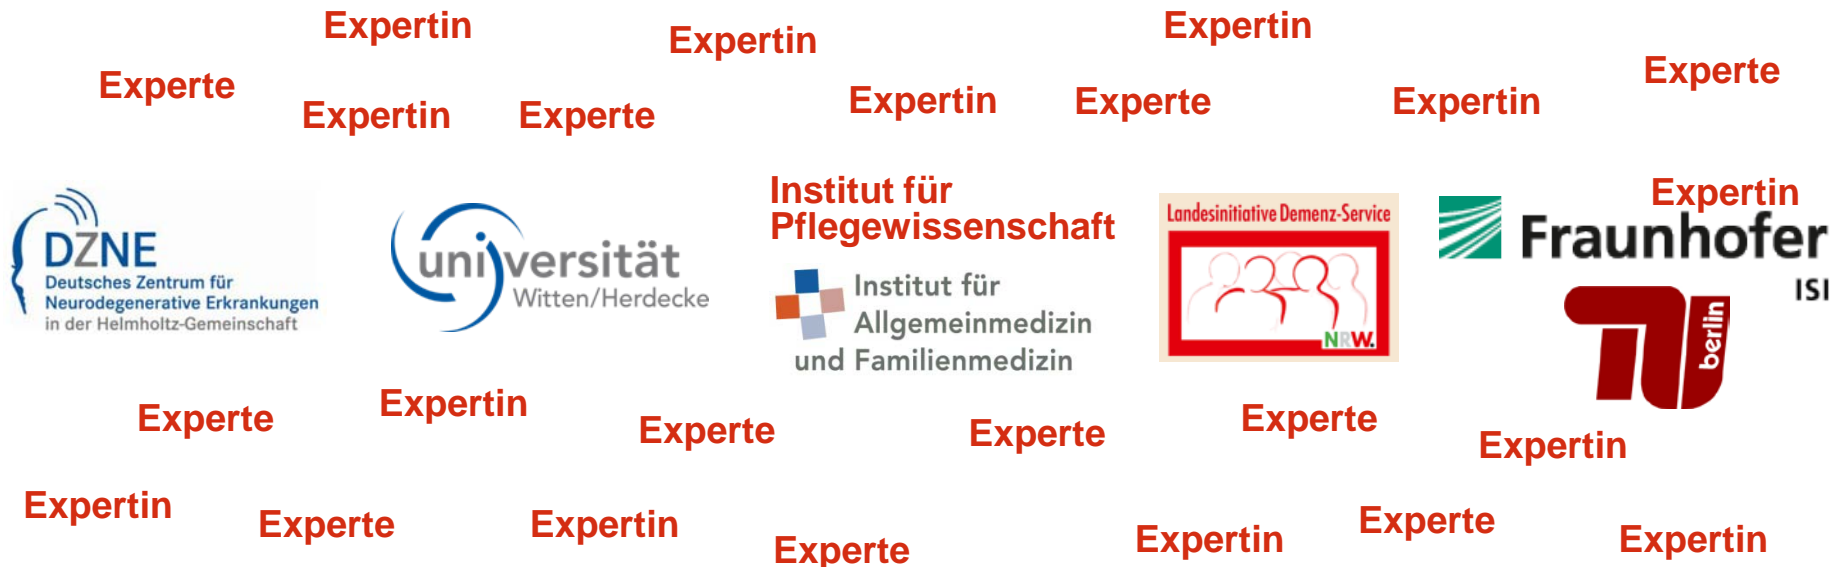 Expertin
Expertin
Expertin
Experte
Experte
Expertin
Experte
Expertin
Experte
Expertin
DZNE
Deutsches Zentrum für
Neurodegenerative Erkrankungen
in der Helmholtz-Gemeinschaft
universität
Witten/Herdecke
Institut für
Pflegewissenschaft
Institut für
Allgemeinmedizin
und Familienmedizin
Landesinitiative Demenz-Service
NRW.
Expertin
Fraunhofer
ISI
TU
berlin
Experte
Expertin
Experte
Experte
Experte
Expertin
Expertin
Experte
Expertin
Experte
Expertin
Experte
Expertin